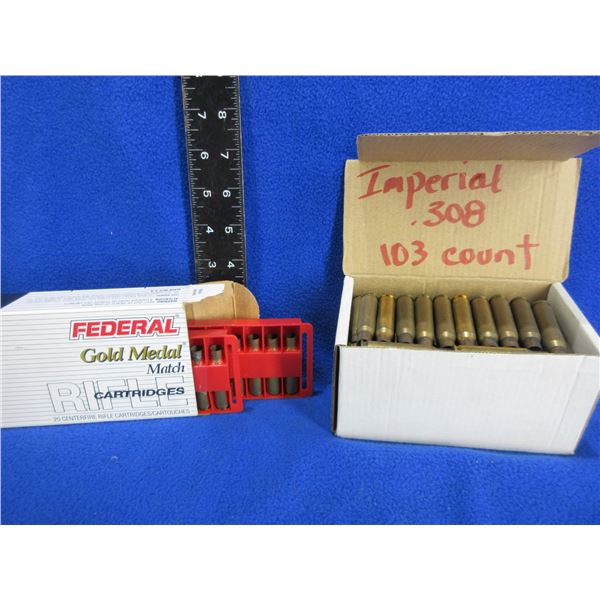 7 8
6 7
5 6
4 5
3 4
Imperial
.308
103 count
FEDERAL
Gold Medal
Match
RIFLE
CARTRIDGES
20 CENTERFIRE RIFLE CARTRIDGES/CARTOUCHES